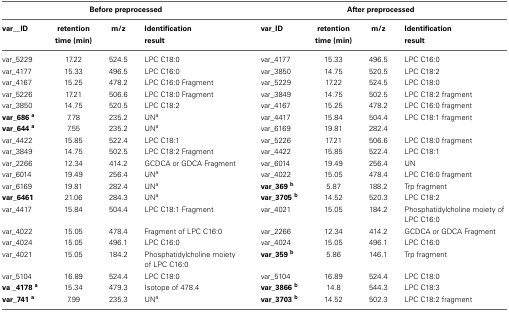 Before preprocessed After preprocessed
var__ID retention m/z Identification var_ID retention m/z Identification
time (min) result time (min) result
var_5229 17.22 524.5 LPC C18:0 var_4177 15.33 496.5 LPC C16:0
var_4177 15.33 496.5 LPC C16:0 var_3850 14.75 520.5 LPC C18:2
var_4167 15.25 478.2 LPC C16:0 Fragment var_5229 17.22 524.5 LPC C18:0
var_5226 17.21 506.6 LPC C18:0 Fragment var_3849 14.75 502.5 LPC C18:2 fragment
var_3850 14.75 520.5 LPC C18:2 var_4167 15.25 478.2 LPC C16:0 fragment
var_686 a 7.78 235.2 UNa var_4417 15.84 504.4 LPC C18:1 fragment
var_644 a 7.55 235.2 UNa var_6169 19.81 282.4
var_4422 15.85 522.4 LPC C18:1 var_5226 17.21 506.6 LPC C18:0 fragment
var_3849 14.75 502.5 LPC C18:2 Fragment var_4422 15.85 522.4 LPC C18:1
var_2266 12.34 414.2 GCDCA or GDCA Fragment var_6014 19.49 256.4 UN
var_6014 19.49 256.4 UNa var_4022 15.05 478.4 LPC C16:0 fragment
var_6169 19.81 282.4 UNa var_369 b 5.87 188.2 Trp fragment
var_6461 21.06 284.3 UNa var_3705 b 14.52 520.3 LPC C18:2
var_4417 15.84 504.4 LPC C18:1 Fragment var_4021 15.05 184.2 Phosphatidylcholine moiety of
LPC C16:0
var_4022 15.05 478.4 Fragment of LPC C16:0 var_2266 12.34 414.2 GCDCA or GDCA Fragment
var_4024 15.05 496.1 LPC C16:0 var_4024 15.05 496.1 LPC C16:0
var_4021 15.05 184.2 Phosphatidylcholine moiety var_359 b 5.86 146.1 Trp fragment
of LPC C16:0
var_5104 16.89 524.4 LPC C18:0 var_5104 16.89 524.4 LPC C18:0
va _4178 a 15.34 479.3 Isotope of 478.4 var_3866 b 14.8 544.3 LPC C18:3
var_741 a 7.99 235.3 UNa var_3703 b 14.52 502.3 LPC C18:2 fragment